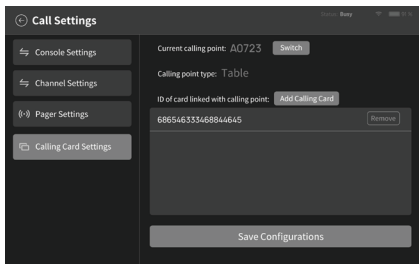 Call Settings
Busy
Console Settings
Channel Settings
Pager Settings
Calling Card Settings
Current calling point: A0723 Switch
Calling point type: Table
ID of card linked with calling point: Add Calling Card
686546333468844645 Remove
Save Configurations